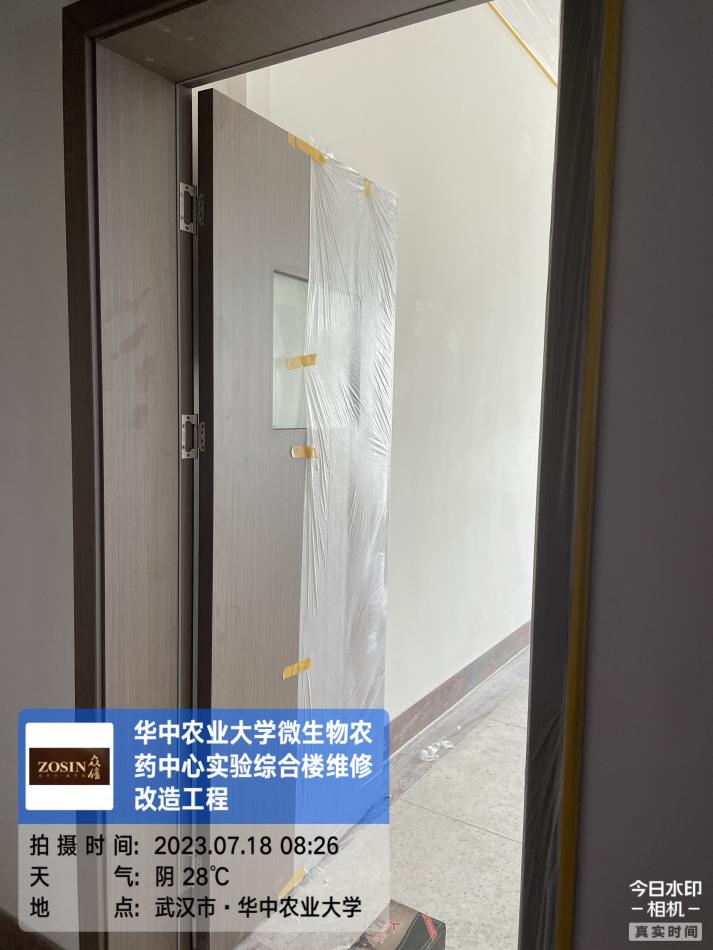 华中农业大学微生物农
药中心实验综合楼维修
改造工程
ZOSIN 众信
拍摄时间: 2023.07.18 08:26
天气: 阴 28℃
地点: 武汉市·华中农业大学
今日水印
-相机-
真实时间